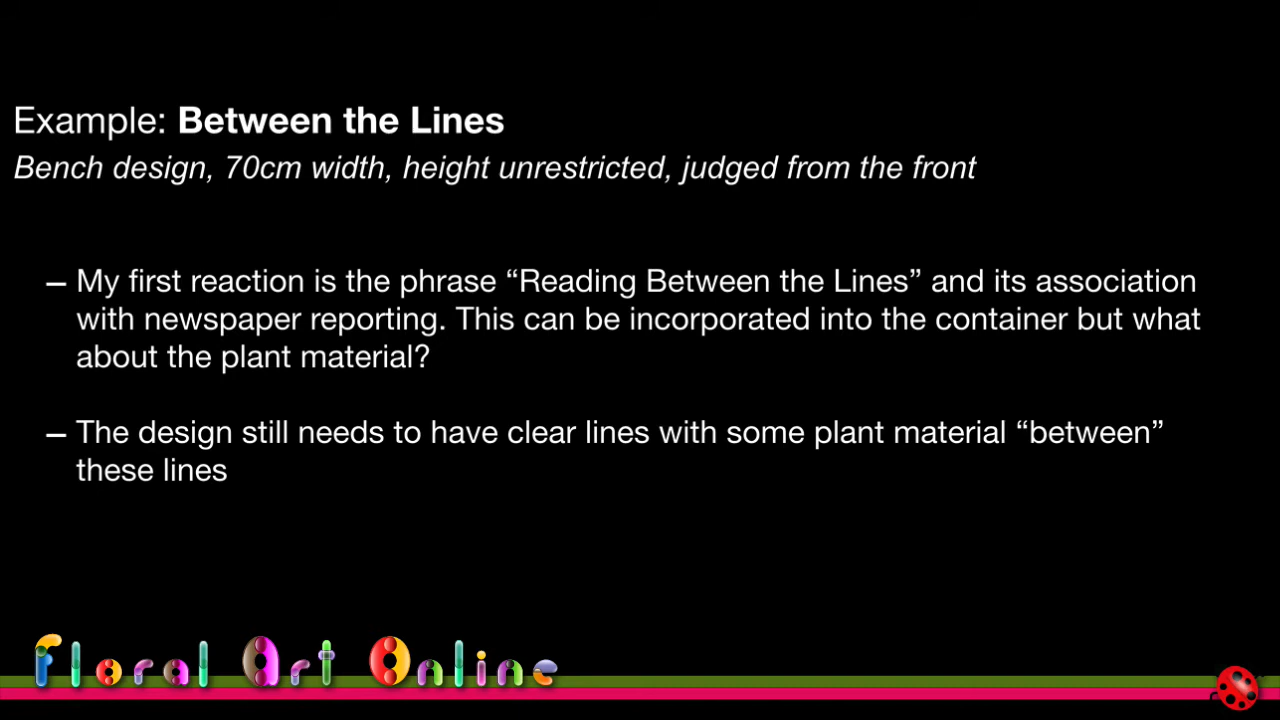 Example: Between the Lines
Bench design, 70cm width, height unrestricted, judged from the front
– My first reaction is the phrase “Reading Between the Lines” and its association
with newspaper reporting. This can be incorporated into the container but what
about the plant material?
– The design still needs to have clear lines with some plant material “between”
these lines
Floral Art Online